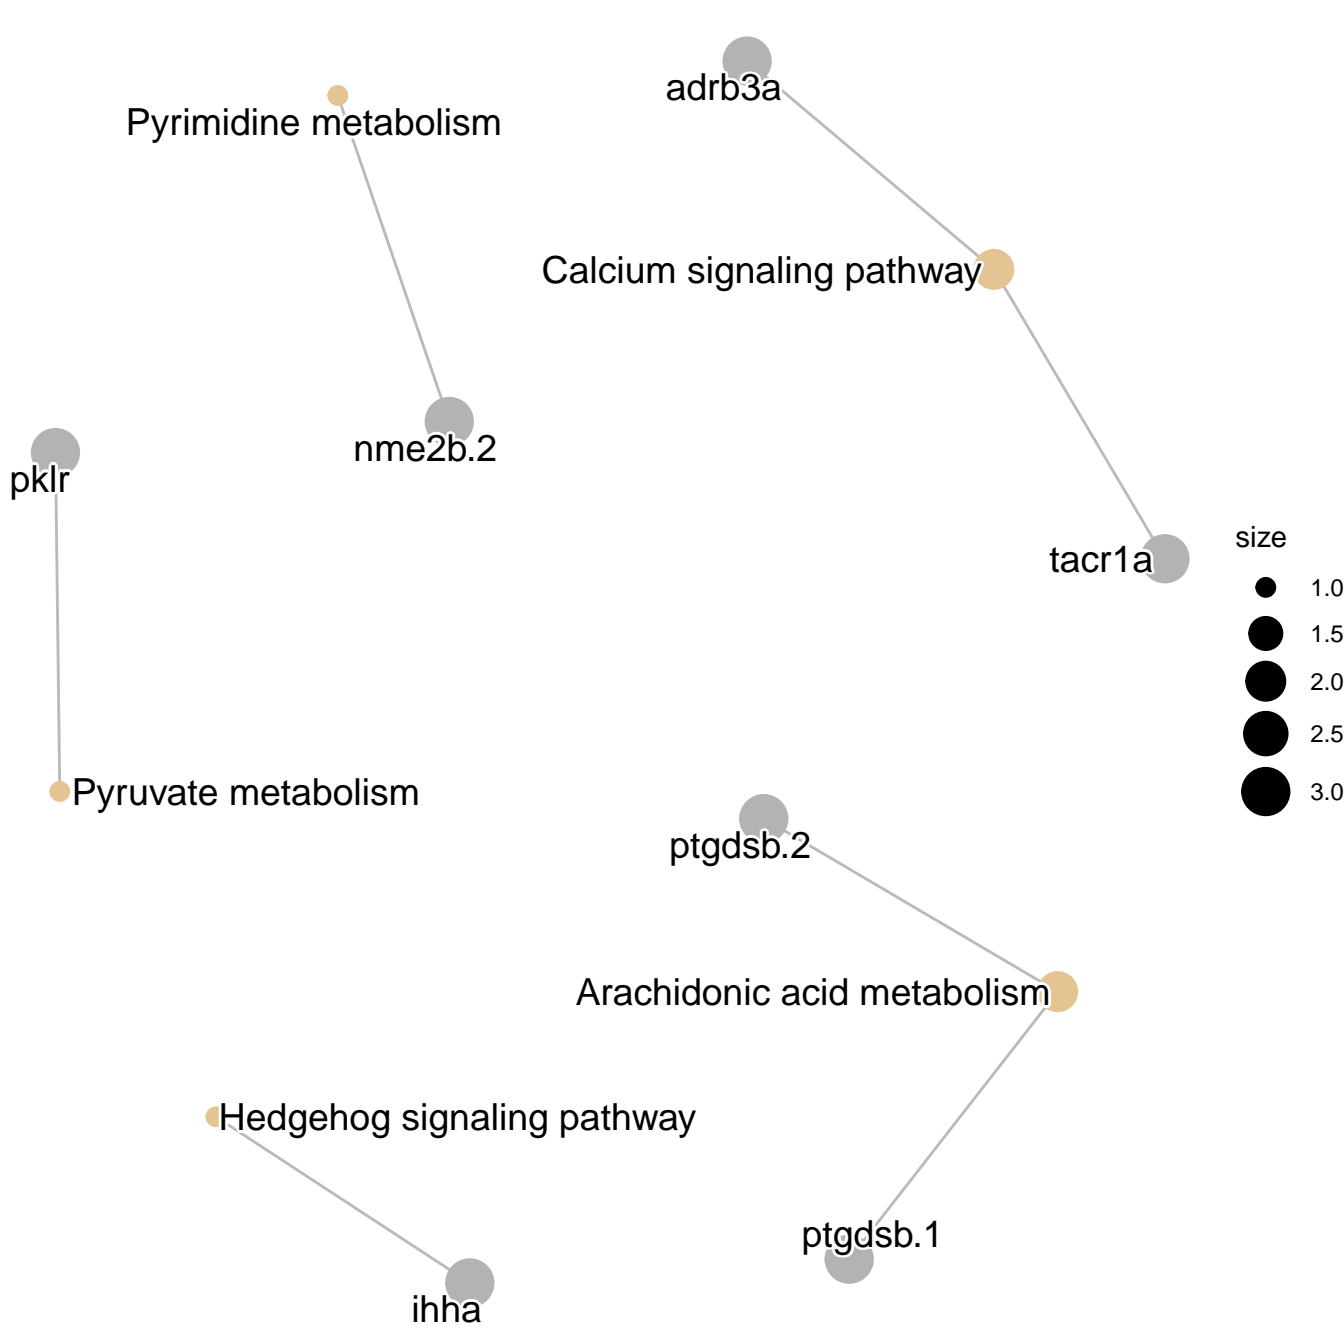 adrb3a
Pyrimidine metabolism
Calcium signaling pathway
nme2b.2
pklr
tacr1a
size
1.0
1.5
2.0
2.5
3.0
Pyruvate metabolism
ptgdsb.2
Arachidonic acid metabolism
Hedgehog signaling pathway
ptgdsb.1
ihha